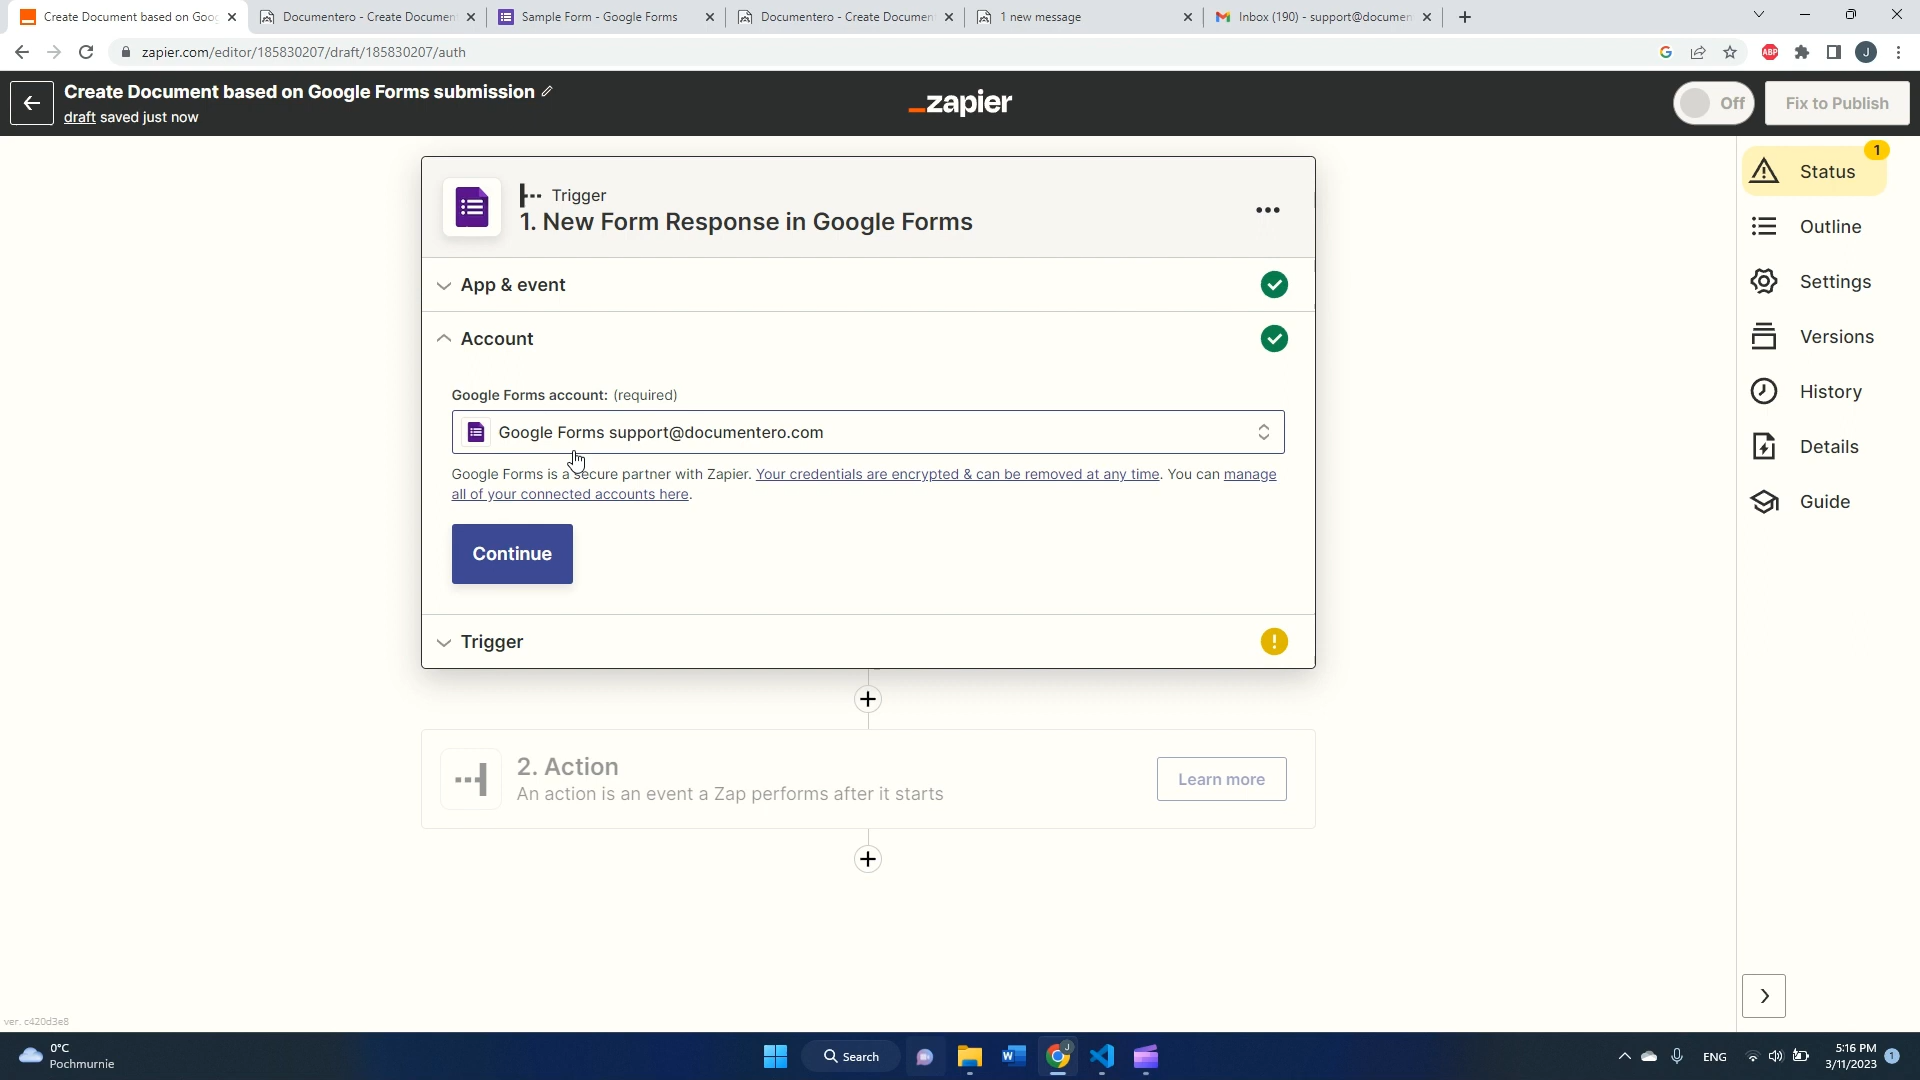 Create Document based on Goog
Documentero - Create Document
Sample Form - Google Forms
Documentero - Create Documen
1 new message
Inbox (190) - support@documen
zapier.com/editor/185830207/draft/185830207/auth
ABP
J
Create Document based on Google Forms submission
draft saved just now
_zapier
Off
Fix to Publish
Trigger
1. New Form Response in Google Forms
App & event
Account
Google Forms account: (required)
Google Forms support@documentero.com
Google Forms is a secure partner with Zapier. Your credentials are encrypted & can be removed at any time. You can manage
all of your connected accounts here.
Continue
Trigger
2. Action
An action is an event a Zap performs after it starts
Learn more
1
Status
Outline
Settings
Versions
History
Details
Guide
ver. c420d3e8
0°C
Pochmurnie
Search
J
ENG
5:16 PM
3/11/2023
1